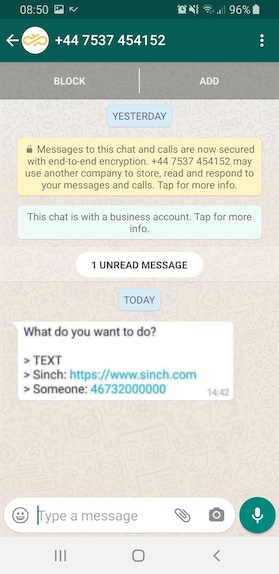 08:50 96%
+44 7537 454152
BLOCK ADD
YESTERDAY
Messages to this chat and calls are now secured
with end-to-end encryption. +44 7537 454152 may
use another company to store, read and respond to
your messages and calls. Tap for more info.
This chat is with a business account. Tap for more
info.
1 UNREAD MESSAGE
TODAY
What do you want to do?
> TEXT
> Sinch: https://www.sinch.com
> Someone: 46732000000
14:42
Type a message